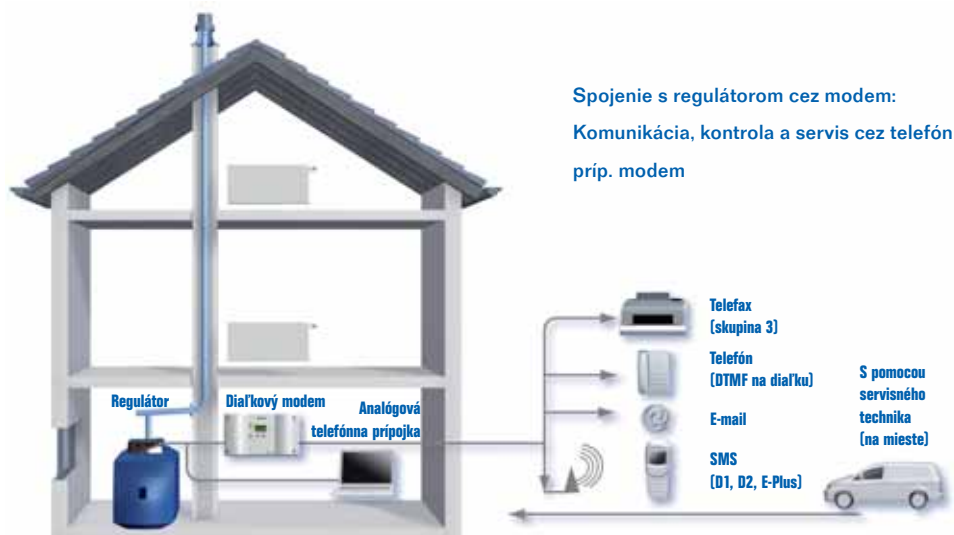 Spojenie s regulátorom cez modem:
Komunikácia, kontrola a servis cez telefón
príp. modem
Telefax
(skupina 3)
Telefón
(DTMF na diaľku)
E-mail
SMS
(D1, D2, E-Plus)
S pomocou
servisného
technika
(na mieste)
Regulátor
Diaľkový modem
Analógová
telefónna prípojka